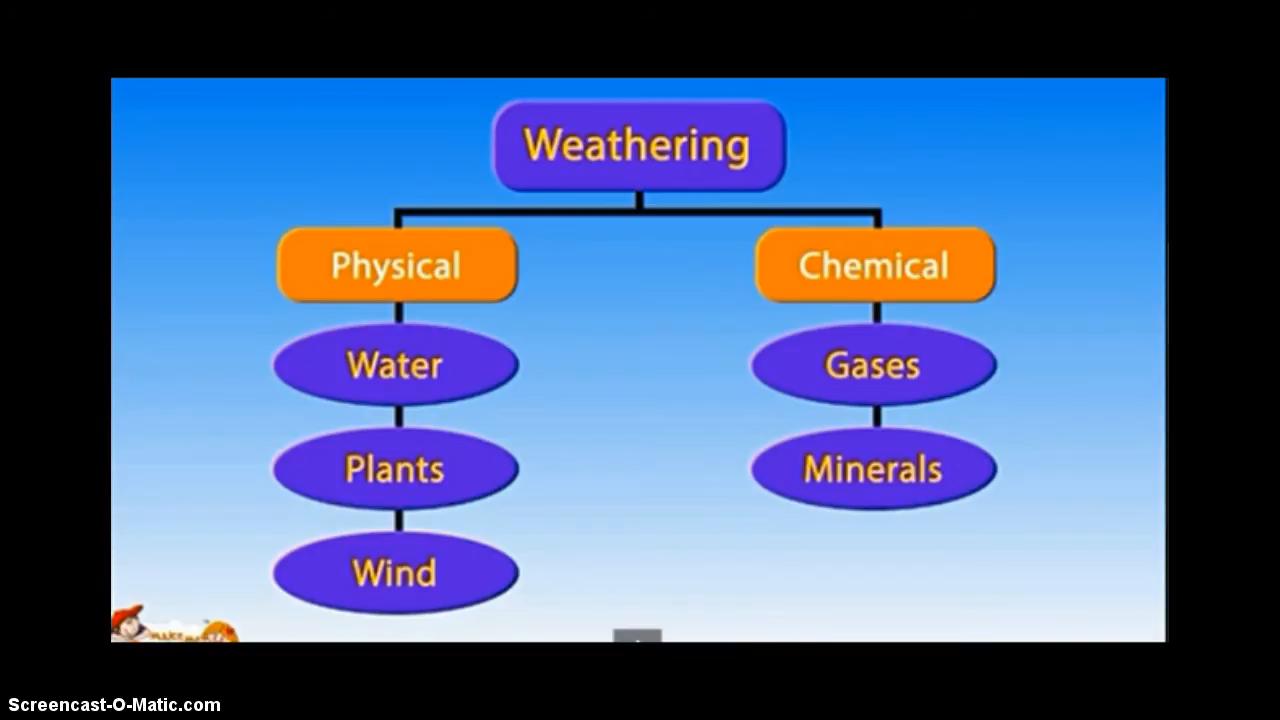 Weathering
Physical
Chemical
Water
Gases
Plants
Minerals
Wind
Screencast-O-Matic.com